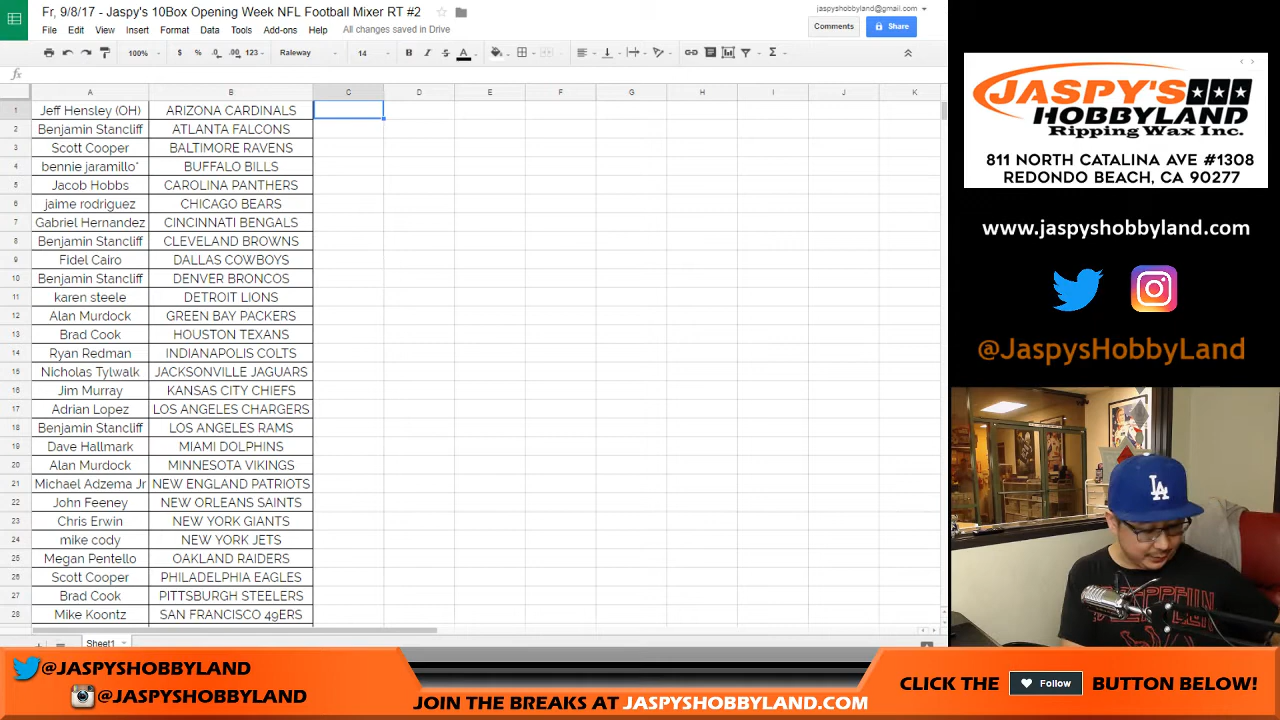 Fr, 9/8/17 - Jaspy's 10Box Opening Week NFL Football Mixer RT #2
jaspyshobbyland@gmail.com
File Edit View Insert Format Data Tools Add-ons Help All changes saved in Drive
Comments
Share
100% $ % .0 .00 123 Raleway 14 B I S A
fx
A B C D E F G H I J K
1 Jeff Hensley (OH) ARIZONA CARDINALS
2 Benjamin Stancliff ATLANTA FALCONS
3 Scott Cooper BALTIMORE RAVENS
4 bennie jaramillo* BUFFALO BILLS
5 Jacob Hobbs CAROLINA PANTHERS
6 jaime rodriguez CHICAGO BEARS
7 Gabriel Hernandez CINCINNATI BENGALS
8 Benjamin Stancliff CLEVELAND BROWNS
9 Fidel Cairo DALLAS COWBOYS
10 Benjamin Stancliff DENVER BRONCOS
11 karen steele DETROIT LIONS
12 Alan Murdock GREEN BAY PACKERS
13 Brad Cook HOUSTON TEXANS
14 Ryan Redman INDIANAPOLIS COLTS
15 Nicholas Tylwalk JACKSONVILLE JAGUARS
16 Jim Murray KANSAS CITY CHIEFS
17 Adrian Lopez LOS ANGELES CHARGERS
18 Benjamin Stancliff LOS ANGELES RAMS
19 Dave Hallmark MIAMI DOLPHINS
20 Alan Murdock MINNESOTA VIKINGS
21 Michael Adzema Jr NEW ENGLAND PATRIOTS
22 John Feeney NEW ORLEANS SAINTS
23 Chris Erwin NEW YORK GIANTS
24 mike cody NEW YORK JETS
25 Megan Pentello OAKLAND RAIDERS
26 Scott Cooper PHILADELPHIA EAGLES
27 Brad Cook PITTSBURGH STEELERS
28 Mike Koontz SAN FRANCISCO 49ERS
Sheet1
JASPY'S
HOBBYLAND
Ripping Wax Inc.
811 NORTH CATALINA AVE #1308
REDONDO BEACH, CA 90277
www.jaspyshobbyland.com
@JaspysHobbyLand
LA
@JASPYSHOBBYLAND
@JASPYSHOBBYLAND
JOIN THE BREAKS AT JASPYSHOBBYLAND.COM
CLICK THE Follow BUTTON BELOW!